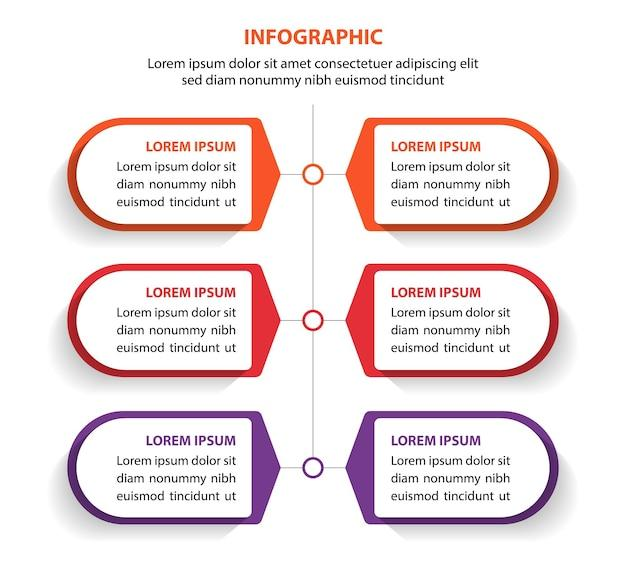 INFOGRAPHIC
Lorem ipsum dolor sit amet consectetuer adipiscing elit
sed diam nonummy nibh euismod tincidunt
LOREM IPSUM
Lorem ipsum dolor sit
diam nonummy nibh
euismod tincidunt ut
LOREM IPSUM
Lorem ipsum dolor sit
diam nonummy nibh
euismod tincidunt ut
LOREM IPSUM
Lorem ipsum dolor sit
diam nonummy nibh
euismod tincidunt ut
LOREM IPSUM
Lorem ipsum dolor sit
diam nonummy nibh
euismod tincidunt ut
LOREM IPSUM
Lorem ipsum dolor sit
diam nonummy nibh
euismod tincidunt ut
LOREM IPSUM
Lorem ipsum dolor sit
diam nonummy nibh
euismod tincidunt ut